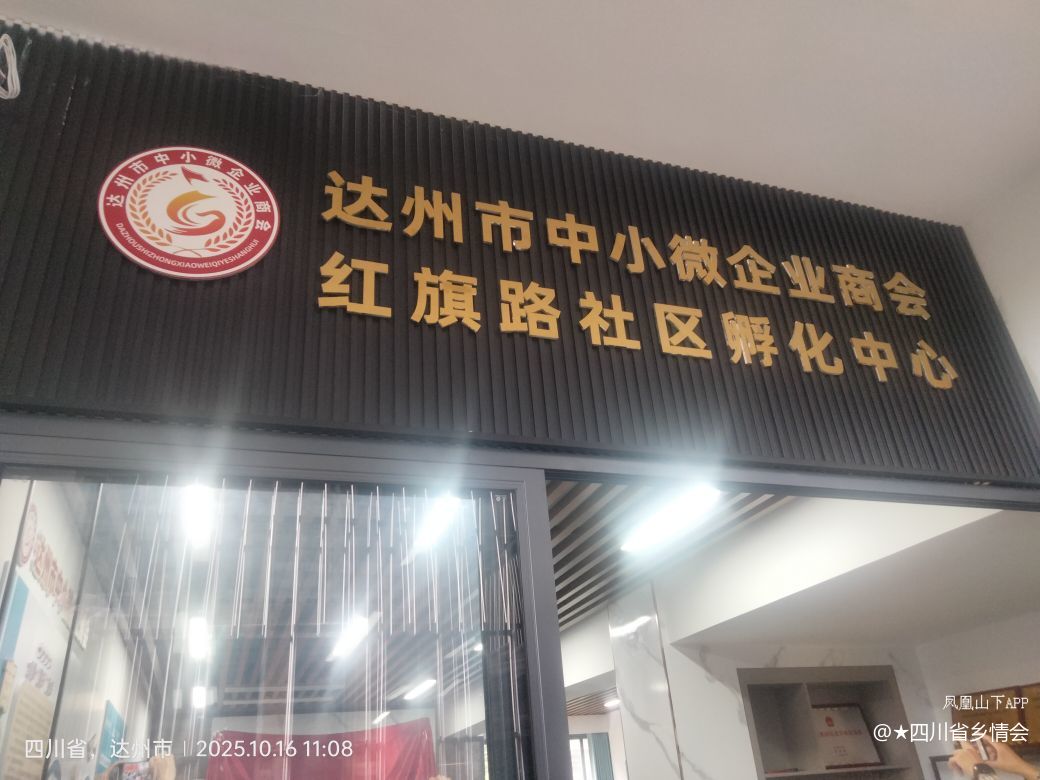 达州市中小微企业商会
DAZHOUSHIZHONGXIAOWEIQIYESHANGHUI
达州市中小微企业商会
红旗路社区孵化中心
凤凰山下APP
@★四川省乡情会
四川省，达州市 | 2025.10.16 11:08